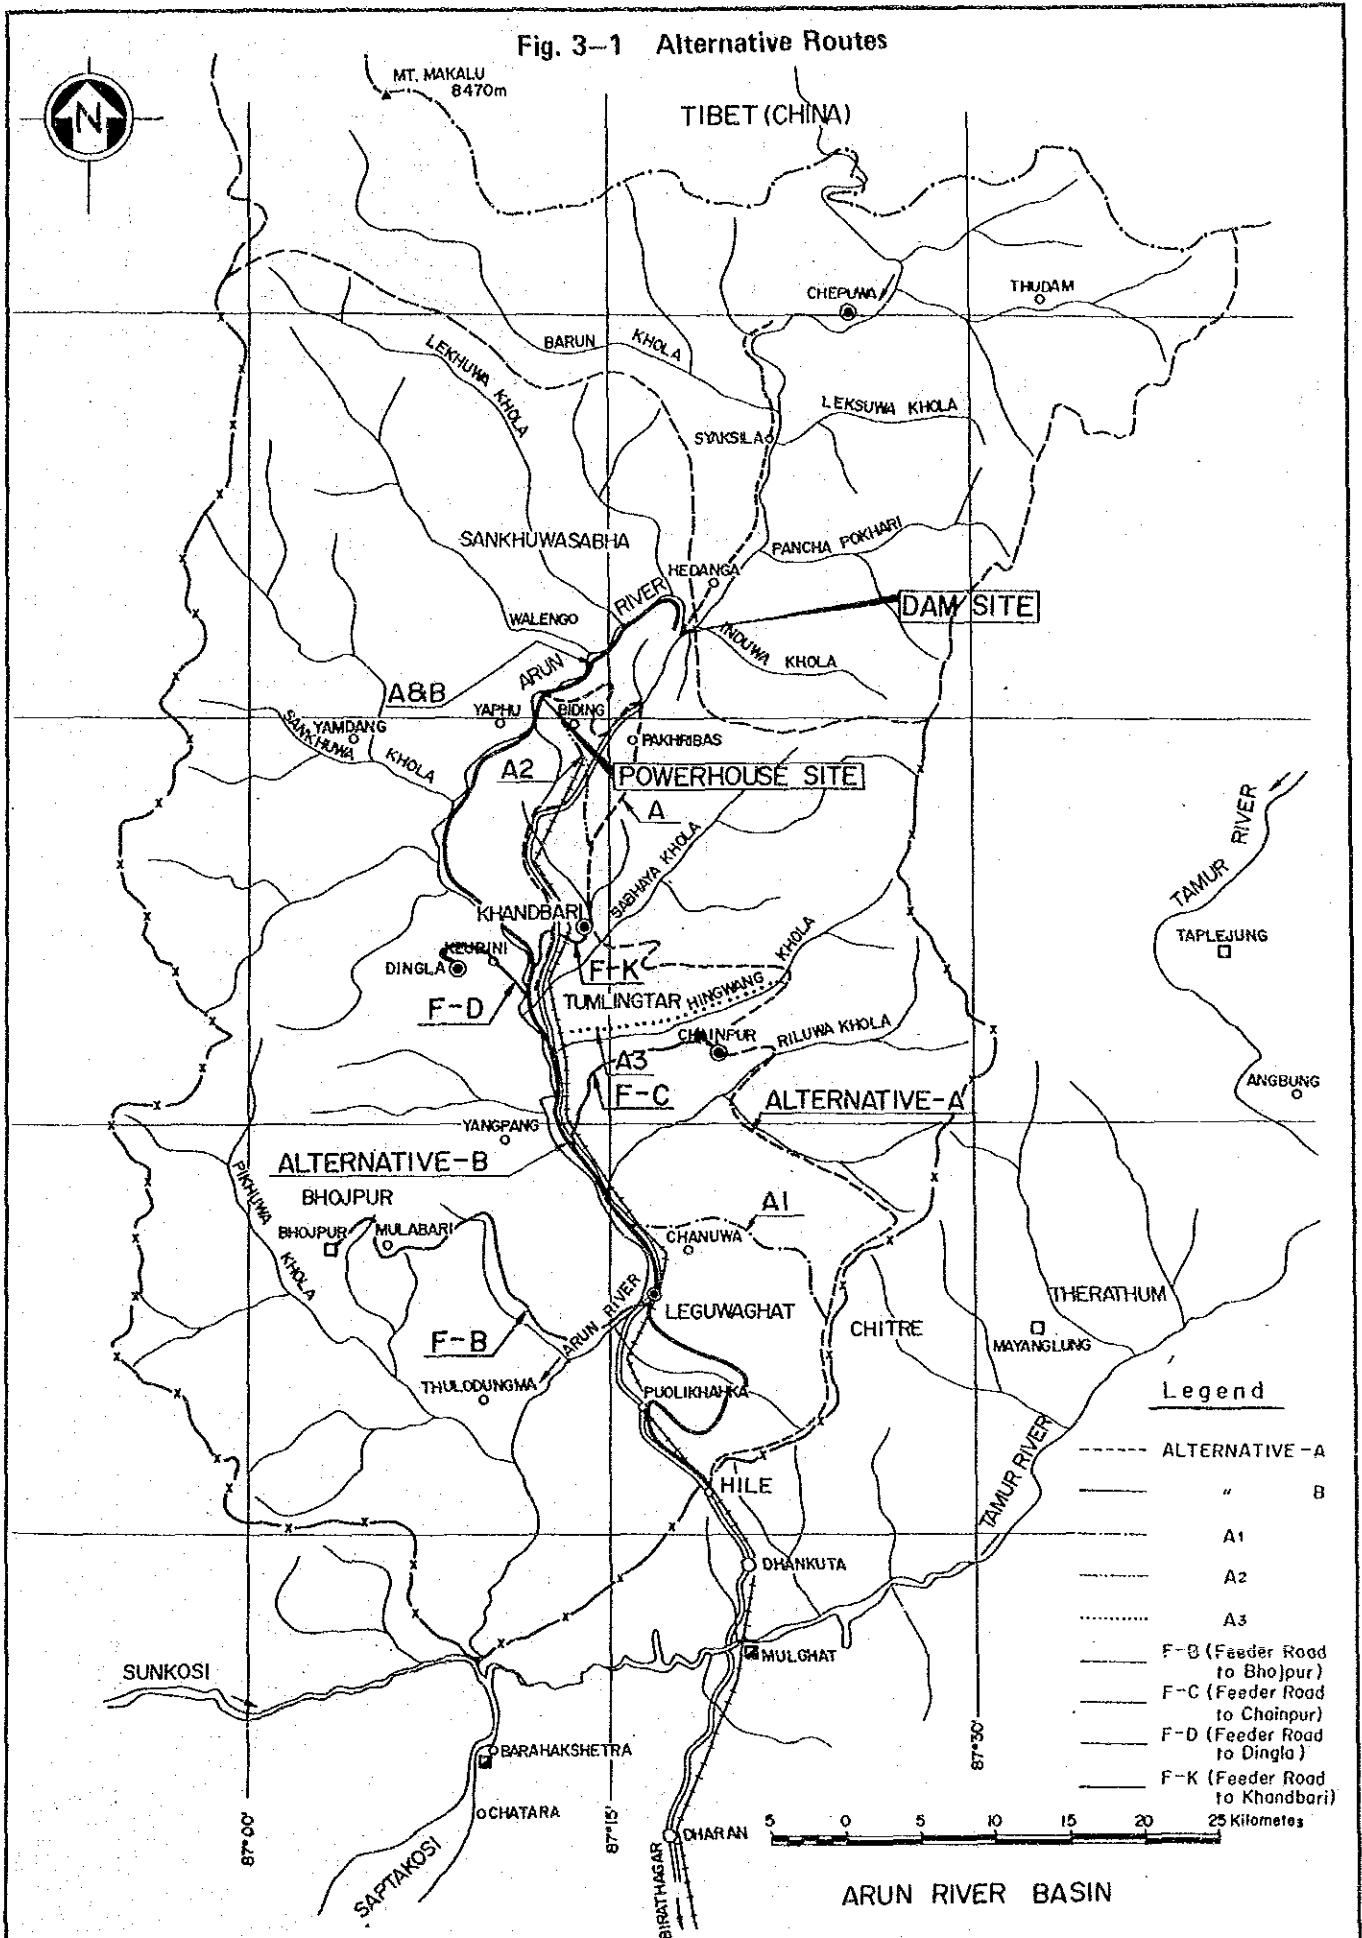 Fig. 3-1 Alternative Routes
MT. MAKALU
8470m
TIBET (CHINA)
N
CHEPUWA
THUDAM
BARUN KHOLA
LEKHUWA KHOLA
LEKSUWA KHOLA
SYAKSILA
SANKHUWASABHA
PANCHA POKHARI
HEDANGA
DAM SITE
WALENGO
ARUN RIVER
INDUWA KHOLA
A&B
YAPHU
BIDING
YAMDANG
SANKHUWA KHOLA
PAKHRIBAS
A2
POWERHOUSE SITE
A
SABHAYA KHOLA
TAMUR RIVER
KHANDBARI
TAPLEJUNG
KEURINI
DINGLA
F-K
F-D
TUMLINGTAR
HINGWANG KHOLA
CHAINPUR
RILUWA KHOLA
A3
F-C
ANGBUNG
ALTERNATIVE-A
YANGPANG
ALTERNATIVE-B
PIKHUWA KHOLA
BHOJPUR
BHOJPUR
MULABARI
A1
CHANUWA
LEGUWAGHAT
THERATHUM
F-B
ARUN RIVER
CHITRE
MAYANGLUNG
THULODUNGMA
PUOLIKHAHKA
Legend
ALTERNATIVE-A
" B
A1
A2
A3
F-B (Feeder Road
to Bhojpur)
F-C (Feeder Road
to Chainpur)
F-D (Feeder Road
to Dingla)
F-K (Feeder Road
to Khandbari)
HILE
TAMUR RIVER
DHANKUTA
MULGHAT
SUNKOSI
BARAHAKSHETRA
CHATARA
SAPTAKOSI
DHARAN
BIRATNAGAR
87°00'
87°15'
87°30'
5 0 5 10 15 20 25 Kilometes
ARUN RIVER BASIN